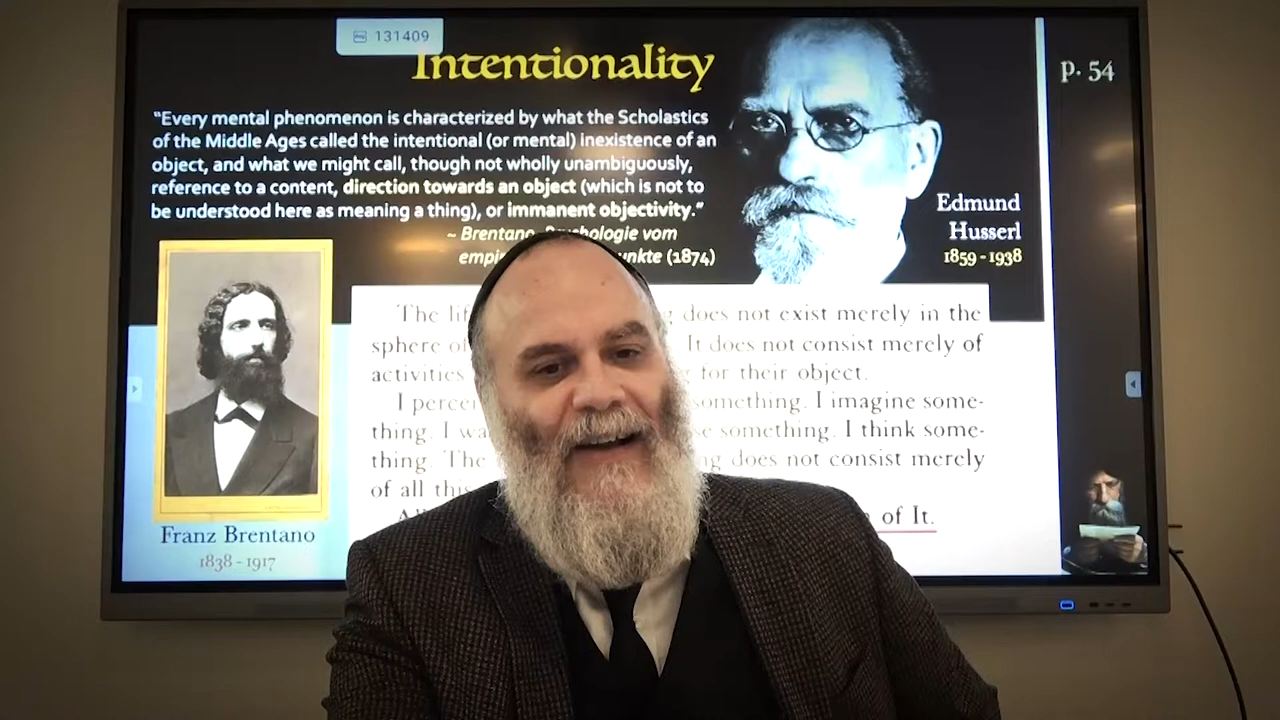 131409
Intentionality
p. 54
"Every mental phenomenon is characterized by what the Scholastics
of the Middle Ages called the intentional (or mental) inexistence of an
object, and what we might call, though not wholly unambiguously,
reference to a content, direction towards an object (which is not to
be understood here as meaning a thing), or immanent objectivity."
~ Brentano,
(1874)
Edmund
Husserl
1859 - 1938
The does not exist merely in the
sphere It does not consist merely of
activities for their object.
I something. I imagine some-
thing. I something. I think some-
thing. The does not consist merely
of all this
of It.
Franz Brentano
1838 - 1917